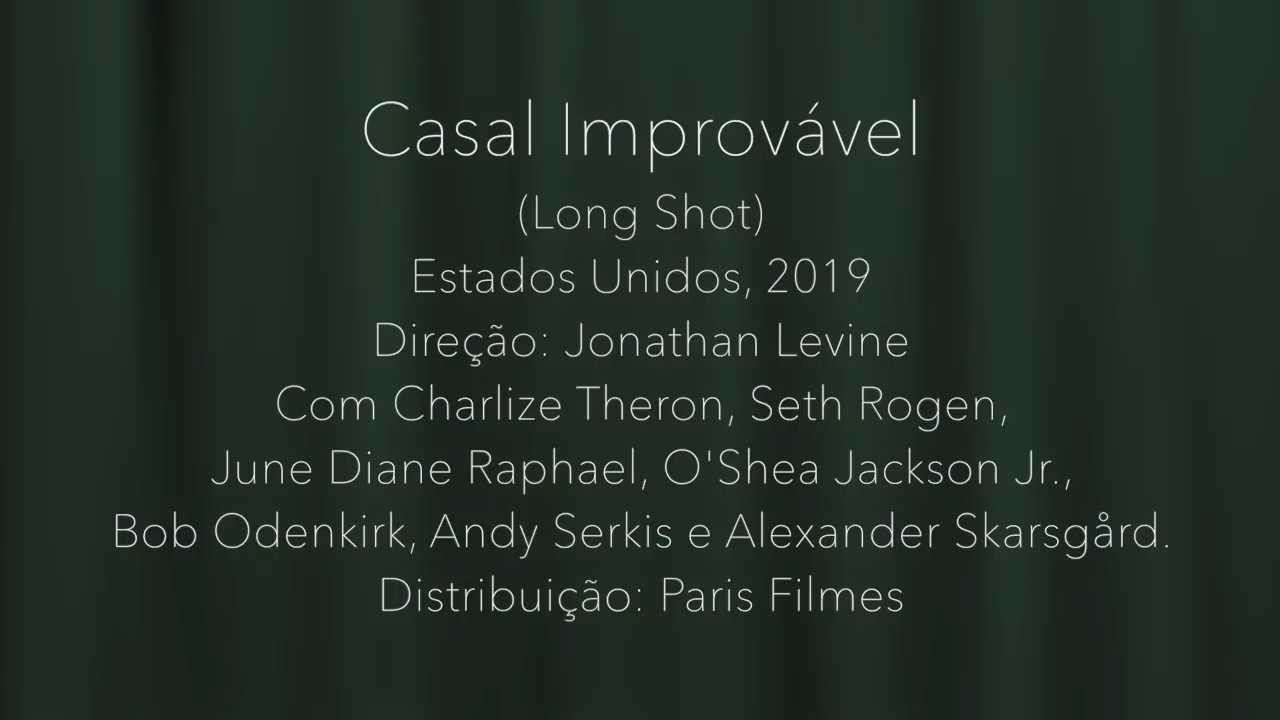 Casal Improvável
(Long Shot)
Estados Unidos, 2019
Direção: Jonathan Levine
Com Charlize Theron, Seth Rogen,
June Diane Raphael, O'Shea Jackson Jr.,
Bob Odenkirk, Andy Serkis e Alexander Skarsgård.
Distribuição: Paris Filmes